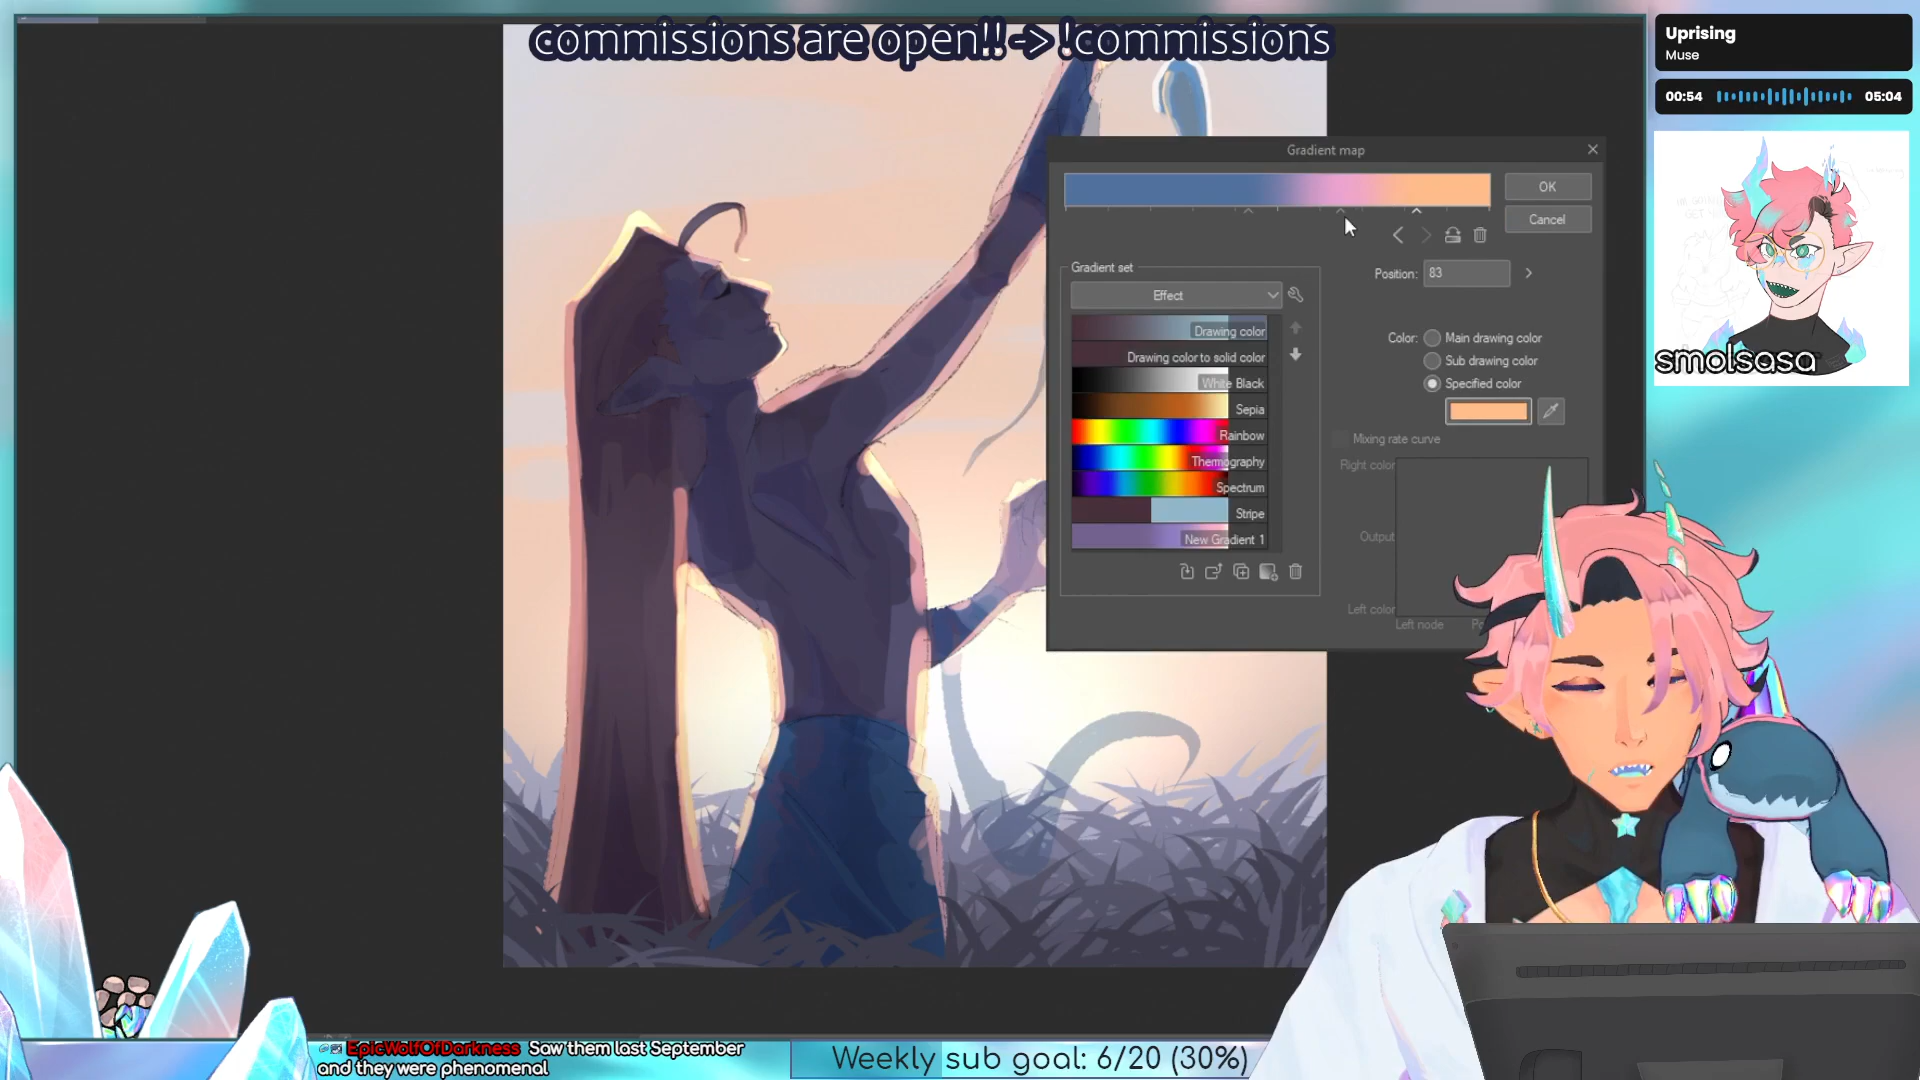 commissions are open!! -> !commissions
Uprising
Muse
00:54
05:04
smolsasa
Gradient map
OK
Cancel
Position: 83
Gradient set
Effect
Drawing color
Drawing color to solid color
White Black
Sepia
Rainbow
Thermography
Spectrum
Stripe
New Gradient 1
Color:
Main drawing color
Sub drawing color
Specified color
Mixing rate curve
Right color
Output
Left color
Left node
EpicWolfOfDarkness Saw them last September
and they were phenomenal
Weekly sub goal: 6/20 (30%)